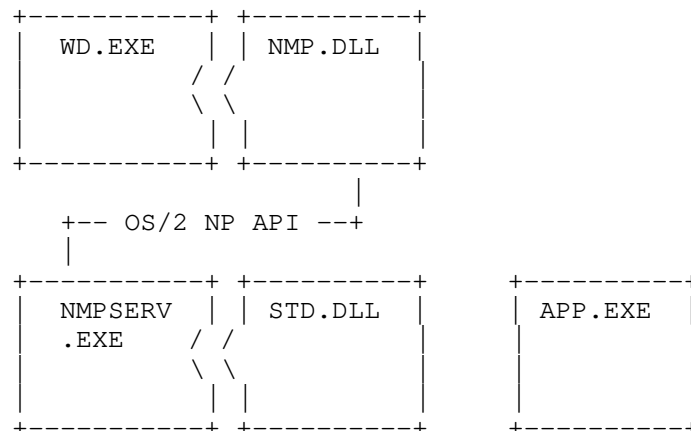 WD.EXE NMP.DLL
OS/2 NP API
NMPSERV STD.DLL APP.EXE
.EXE